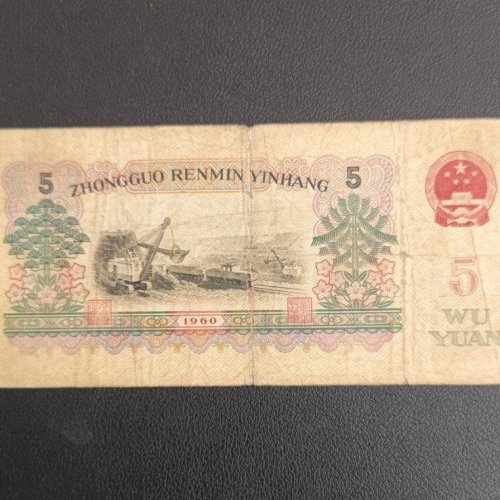 5 ZHONGGUO RENMIN YINHANG 5
5
WU
YUAN
1960